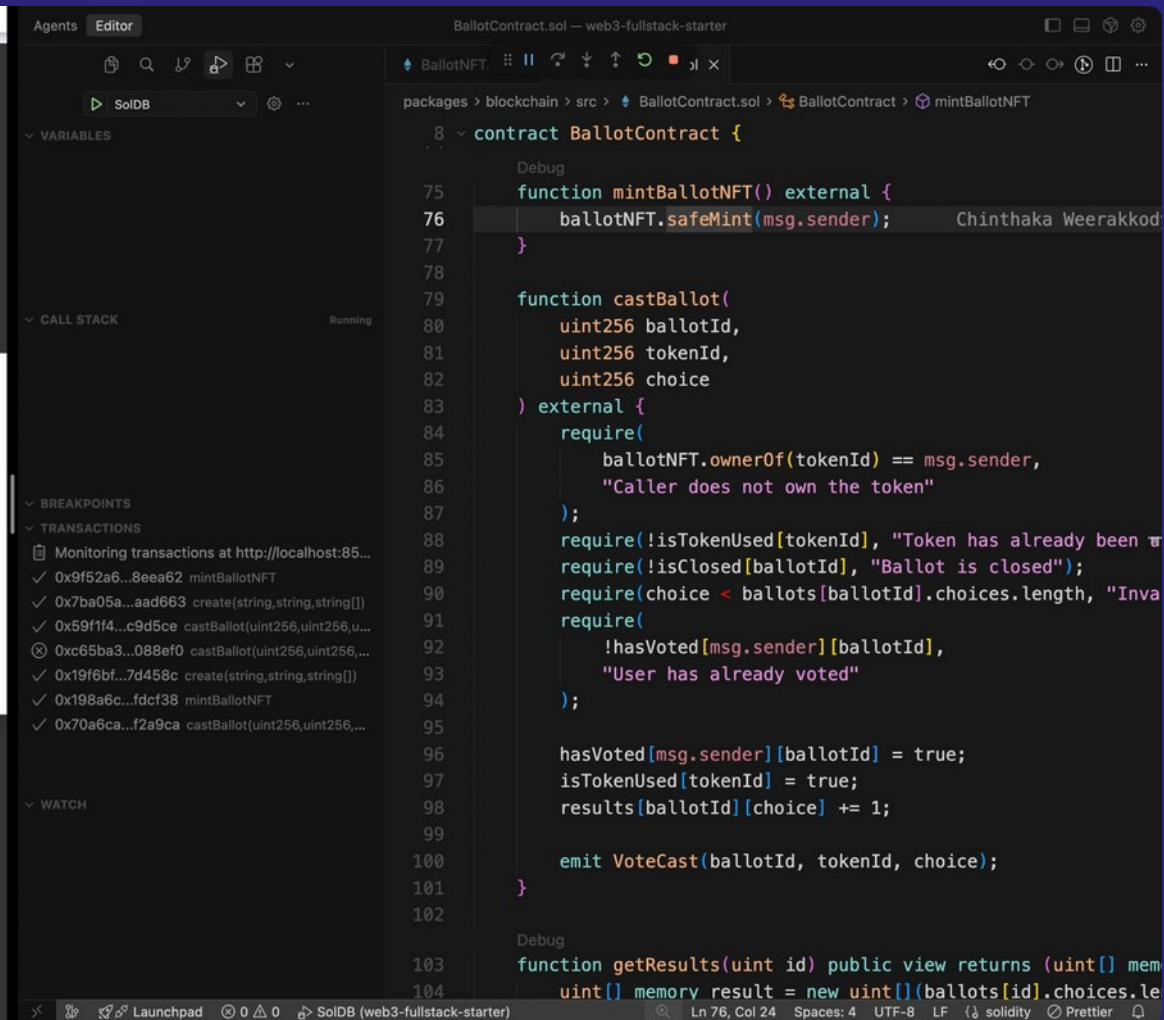 Agents Editor BallotContract.sol — web3-fullstack-starter
BallotNFT.
SolDB
packages > blockchain > src > BallotContract.sol > BallotContract > mintBallotNFT
VARIABLES
CALL STACK Running
BREAKPOINTS
TRANSACTIONS
Monitoring transactions at http://localhost:85...
0x9f52a6...8eea62 mintBallotNFT
0x7ba05a...aad663 create(string,string,string[])
0x59f1f4...c9d5ce castBallot(uint256,uint256,u...
0xc65ba3...088ef0 castBallot(uint256,uint256,...
0x19f6bf...7d458c create(string,string,string[])
0x198a6c...fdcf38 mintBallotNFT
0x70a6ca...f2a9ca castBallot(uint256,uint256,...
WATCH
8 contract BallotContract {
Debug
75 function mintBallotNFT() external {
76 ballotNFT.safeMint(msg.sender); Chinthaka Weerakkod
77 }
78
79 function castBallot(
80 uint256 ballotId,
81 uint256 tokenId,
82 uint256 choice
83 ) external {
84 require(
85 ballotNFT.ownerOf(tokenId) == msg.sender,
86 "Caller does not own the token"
87 );
88 require(!isTokenUsed[tokenId], "Token has already been
89 require(!isClosed[ballotId], "Ballot is closed");
90 require(choice < ballots[ballotId].choices.length, "Inva
91 require(
92 !hasVoted[msg.sender][ballotId],
93 "User has already voted"
94 );
95
96 hasVoted[msg.sender][ballotId] = true;
97 isTokenUsed[tokenId] = true;
98 results[ballotId][choice] += 1;
99
100 emit VoteCast(ballotId, tokenId, choice);
101 }
102
Debug
103 function getResults(uint id) public view returns (uint[] mem
104 uint[] memory result = new uint[](ballots[id].choices.le
Launchpad 0 0 SolDB (web3-fullstack-starter) Ln 76, Col 24 Spaces: 4 UTF-8 LF solidity Prettier